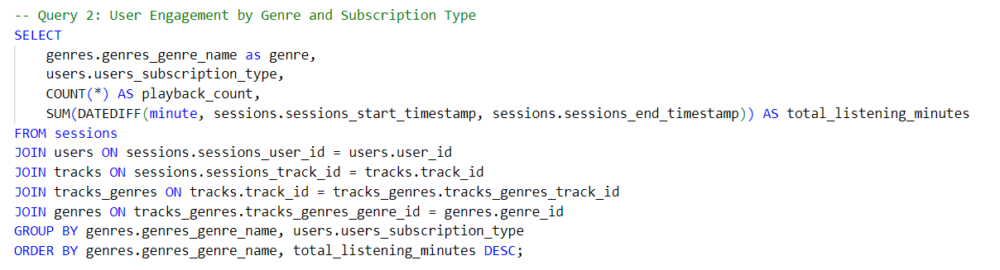 -- Query 2: User Engagement by Genre and Subscription Type
SELECT
genres.genres_genre_name as genre,
users.users_subscription_type,
COUNT(*) AS playback_count,
SUM(DATEDIFF(minute, sessions.sessions_start_timestamp, sessions.sessions_end_timestamp)) AS total_listening_minutes
FROM sessions
JOIN users ON sessions.sessions_user_id = users.user_id
JOIN tracks ON sessions.sessions_track_id = tracks.track_id
JOIN tracks_genres ON tracks.track_id = tracks_genres.tracks_genres_track_id
JOIN genres ON tracks_genres.tracks_genres_genre_id = genres.genre_id
GROUP BY genres.genres_genre_name, users.users_subscription_type
ORDER BY genres.genres_genre_name, total_listening_minutes DESC;